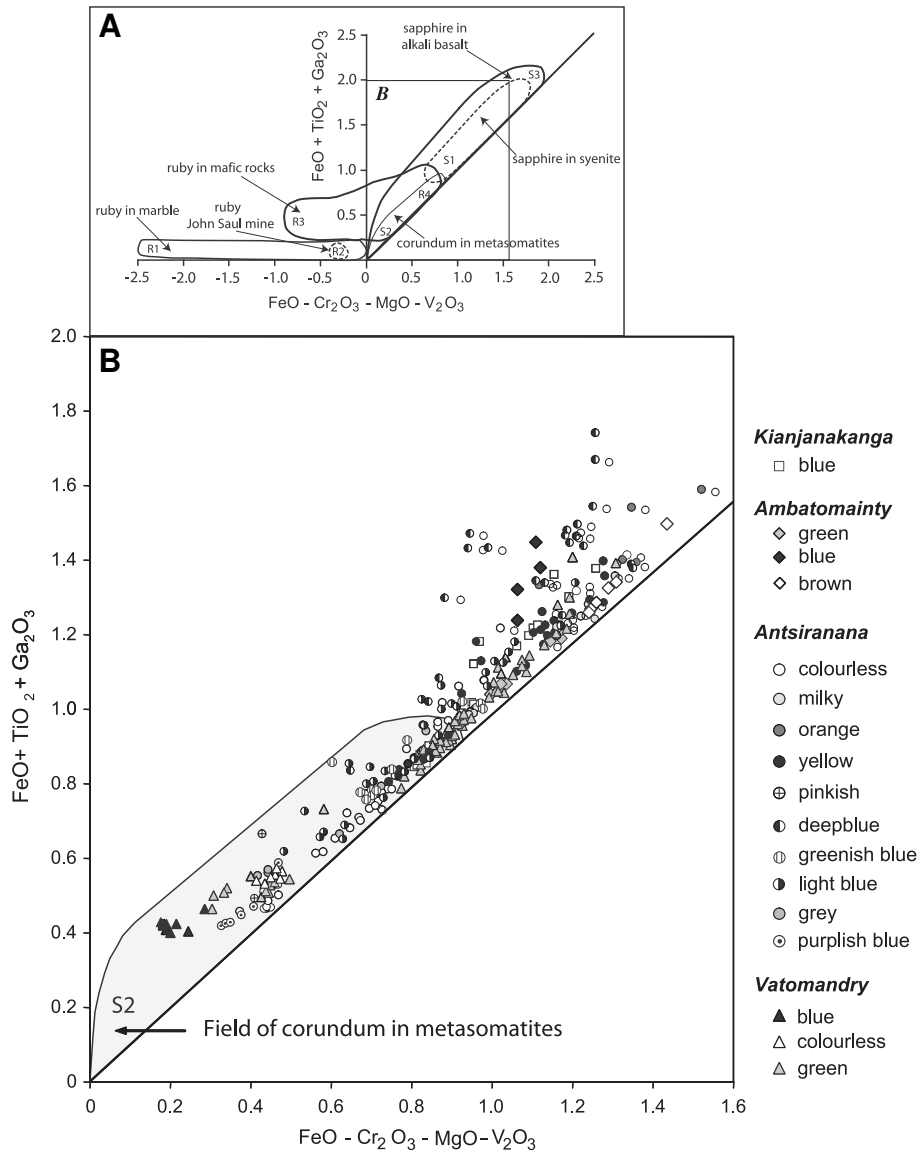 A
FeO + TiO2 + Ga2O3
2.5
2.0
1.5
1.0
0.5
B
sapphire in
alkali basalt
S3
sapphire in syenite
S1
R4
S2
corundum in metasomatites
ruby in mafic rocks
R3
ruby
John Saul mine
R2
ruby in marble
R1
-2.5 -2.0 -1.5 -1.0 -0.5 0 0.5 1.0 1.5 2.0 2.5
FeO - Cr2O3 - MgO - V2O3
B
FeO+ TiO2 + Ga2O3
2.0
1.8
1.6
1.4
1.2
1.0
0.8
0.6
0.4
0.2
0
S2
Field of corundum in metasomatites
0 0.2 0.4 0.6 0.8 1.0 1.2 1.4 1.6
FeO - Cr2O3 - MgO-V2O3
Kianjanakanga
blue
Ambatomainty
green
blue
brown
Antsiranana
colourless
milky
orange
yellow
pinkish
deepblue
greenish blue
light blue
grey
purplish blue
Vatomandry
blue
colourless
green